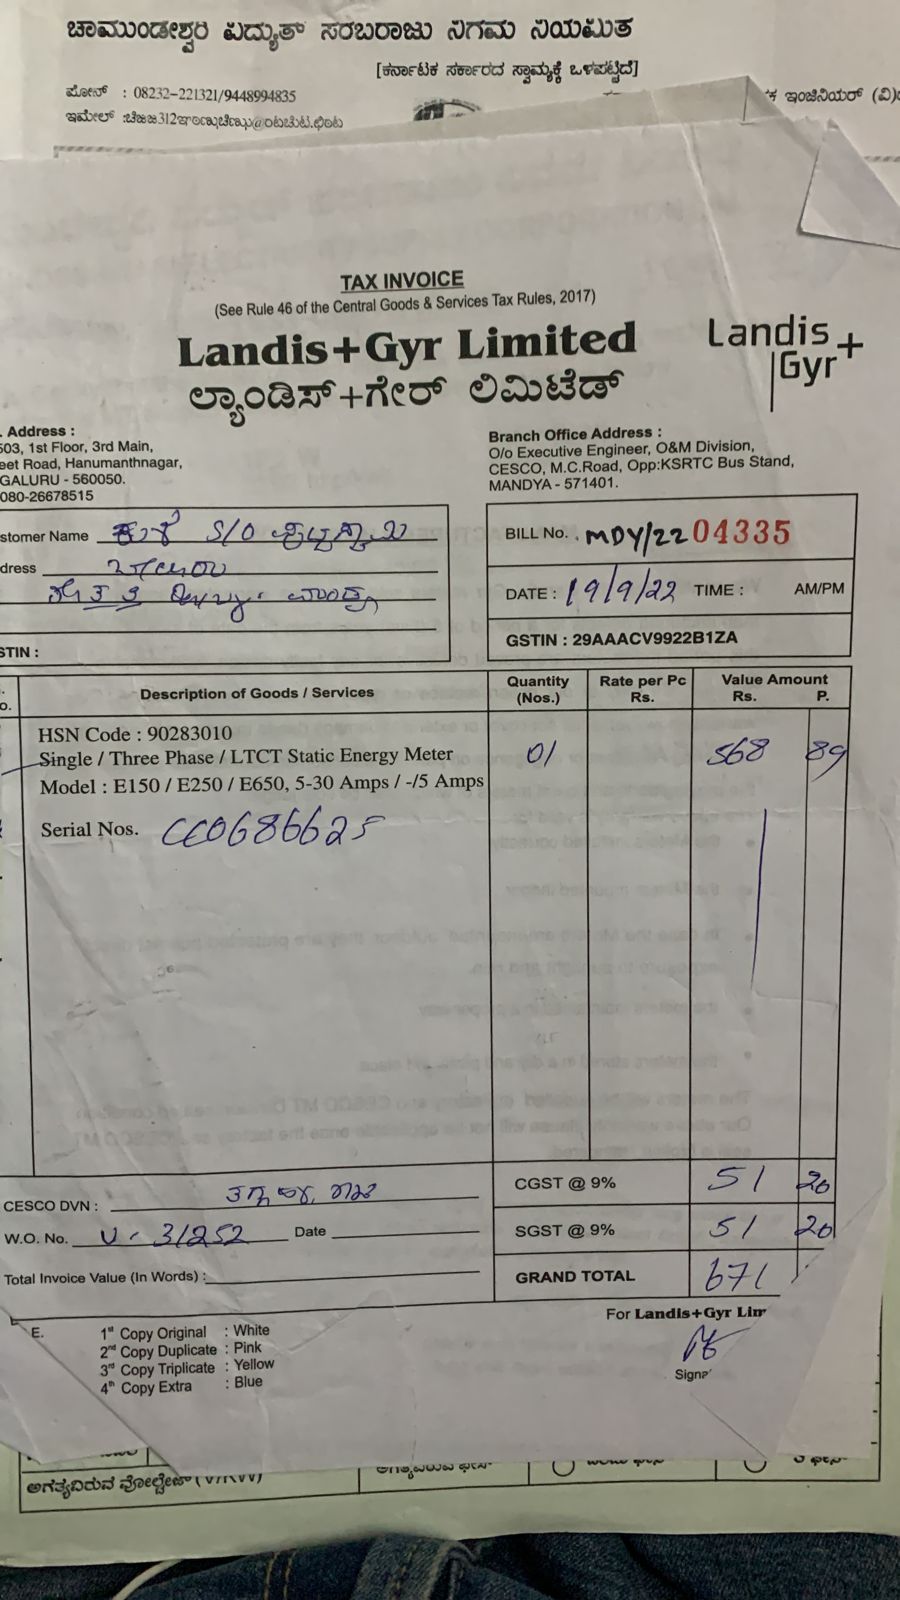 ಚಾಮುಂಡೇಶ್ವರಿ ವಿದ್ಯುತ್ ಸರಬರಾಜು ನಿಗಮ ನಿಯಮಿತ
[ಕರ್ನಾಟಕ ಸರ್ಕಾರದ ಸ್ವಾಮ್ಯಕ್ಕೆ ಒಳಪಟ್ಟಿದೆ]
ಫೋನ್ : 08232-221321/9448994835
ಇಂಜಿನಿಯರ್ (ವಿ)
ಇಮೇಲ್ :
TAX INVOICE
(See Rule 46 of the Central Goods & Services Tax Rules, 2017)
Landis+Gyr Limited
ಲ್ಯಾಂಡಿಸ್+ಗೇರ್ ಲಿಮಿಟೆಡ್
Landis
Gyr+
. Address :
503, 1st Floor, 3rd Main,
eet Road, Hanumanthnagar,
GALURU - 560050.
080-26678515
Branch Office Address :
O/o Executive Engineer, O&M Division,
CESCO, M.C.Road, Opp:KSRTC Bus Stand,
MANDYA - 571401.
stomer Name S/O
dress
STIN :
BILL No. MDY/22 04335
DATE : 19/9/22 TIME : AM/PM
GSTIN : 29AAACV9922B1ZA
Description of Goods / Services
Quantity (Nos.)
Rate per Pc Rs.
Value Amount Rs. P.
HSN Code : 90283010
Single / Three Phase / LTCT Static Energy Meter 01 568 89
Model : E150 / E250 / E650, 5-30 Amps / -/5 Amps
Serial Nos. CC0686625
CESCO DVN :
CGST @ 9% 51 20
W.O. No. 31252 Date
SGST @ 9% 51 20
Total Invoice Value (In Words) :
GRAND TOTAL 671
For Landis+Gyr Lim
E. 1st Copy Original : White
2nd Copy Duplicate : Pink
3rd Copy Triplicate : Yellow
4th Copy Extra : Blue
Signa
ಅಗತ್ಯವಿರುವ ವೋಲ್ಟೇಜ್ (V/KW)